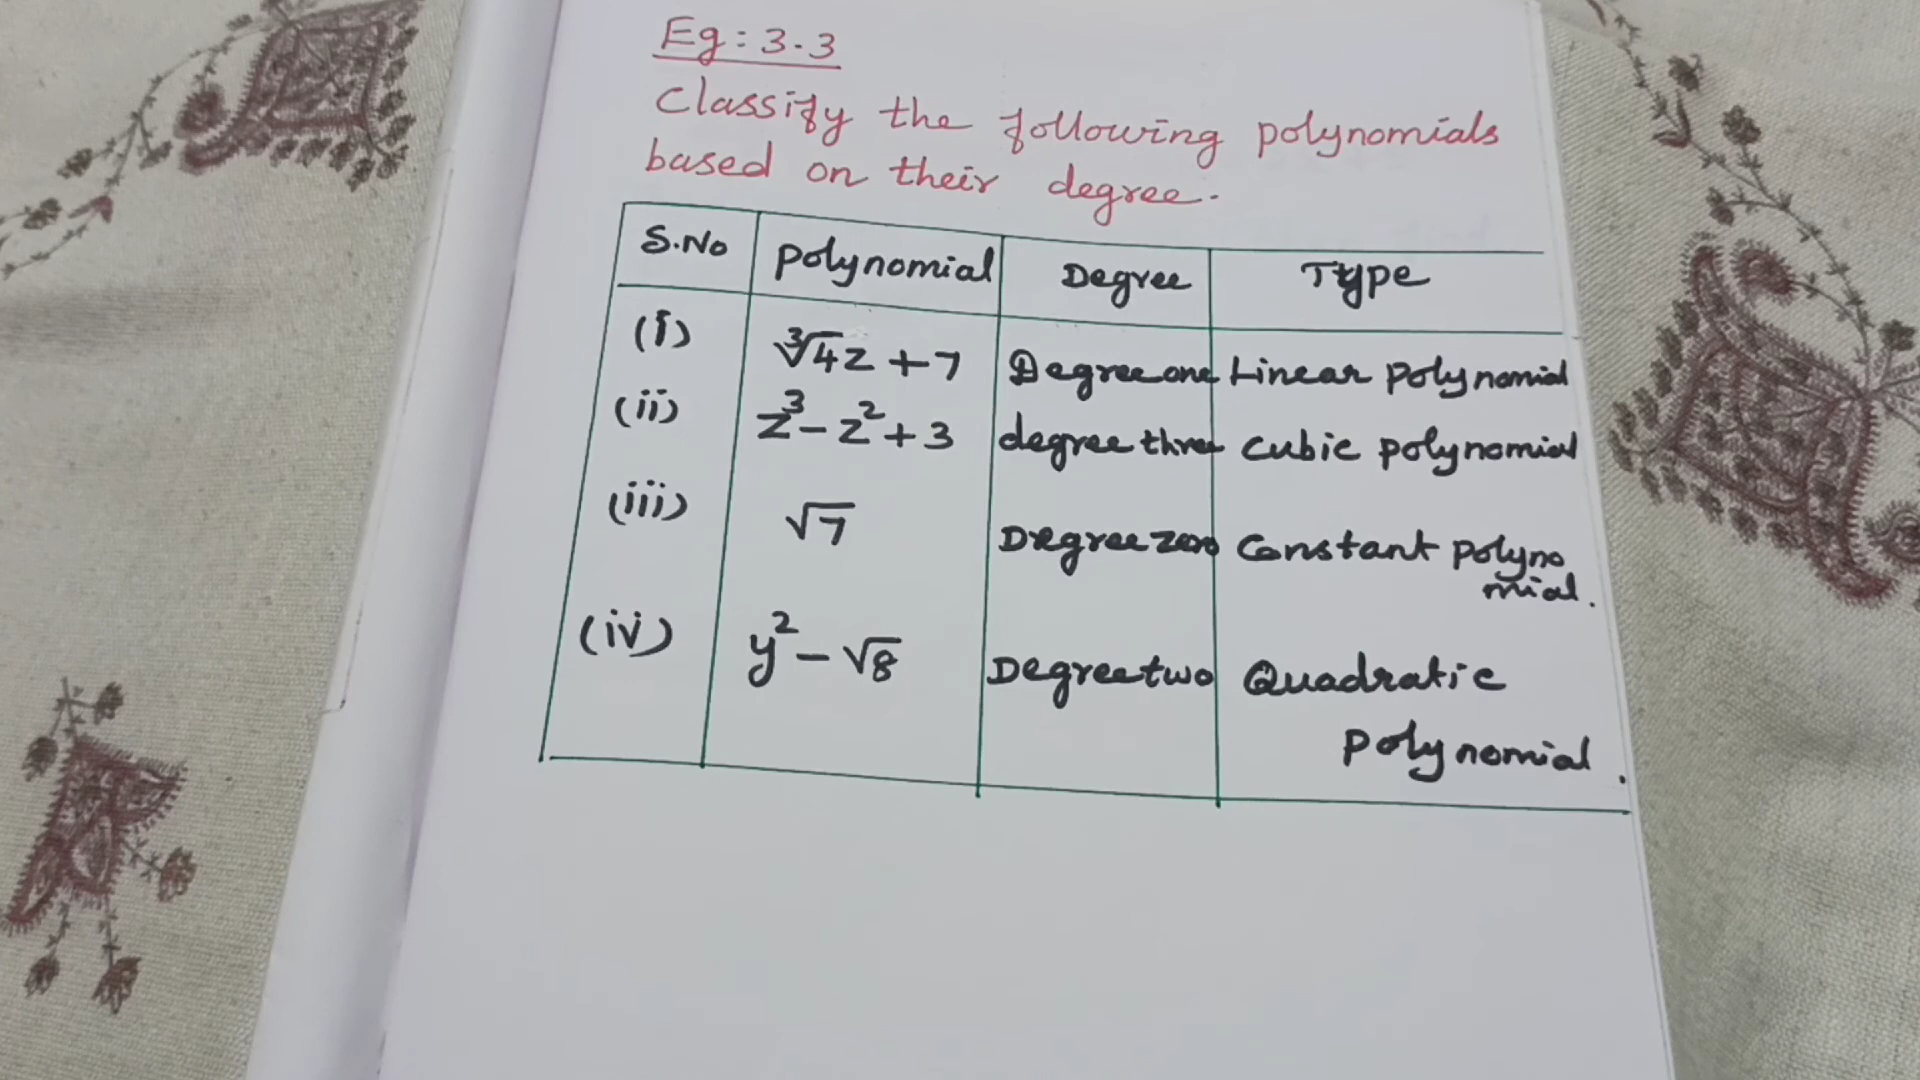 Eg: 3.3
Classify the following polynomials
based on their degree.
S.No polynomial Degree Type
(i) ∛4z + 7 Degree one Linear polynomial
(ii) z³ - z² + 3 degree three cubic polynomial
(iii) √7 Degree zero Constant polyno
mial.
(iv) y² - √8 Degree two Quadratic
polynomial.